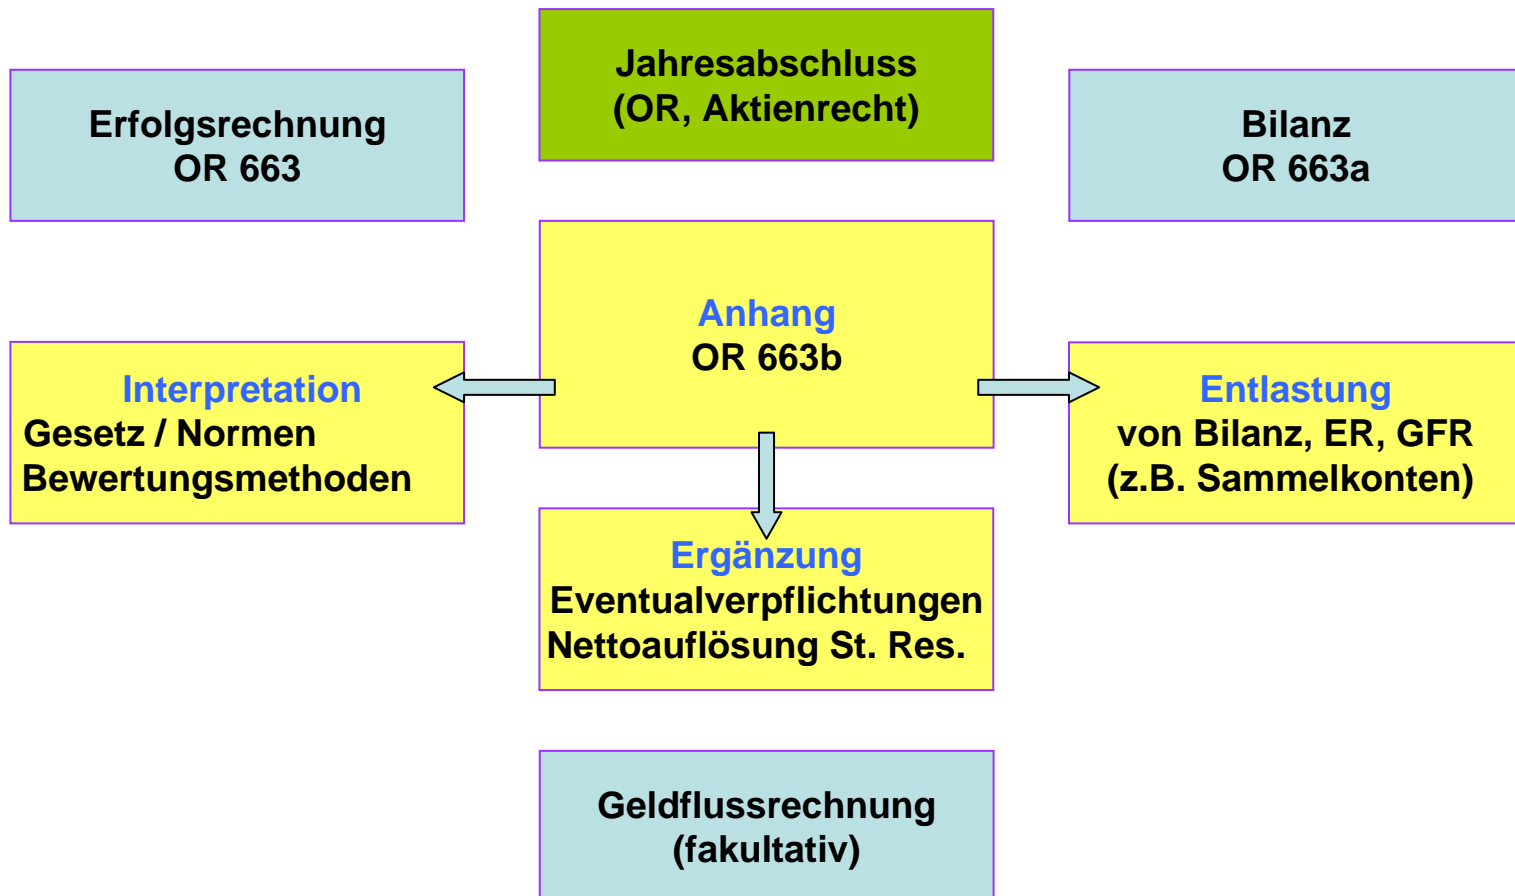 Jahresabschluss
(OR, Aktienrecht)
Erfolgsrechnung
OR 663
Bilanz
OR 663a
Anhang
OR 663b
Interpretation
Gesetz / Normen
Bewertungsmethoden
Entlastung
von Bilanz, ER, GFR
(z.B. Sammelkonten)
Ergänzung
Eventualverpflichtungen
Nettoauflösung St. Res.
Geldflussrechnung
(fakultativ)